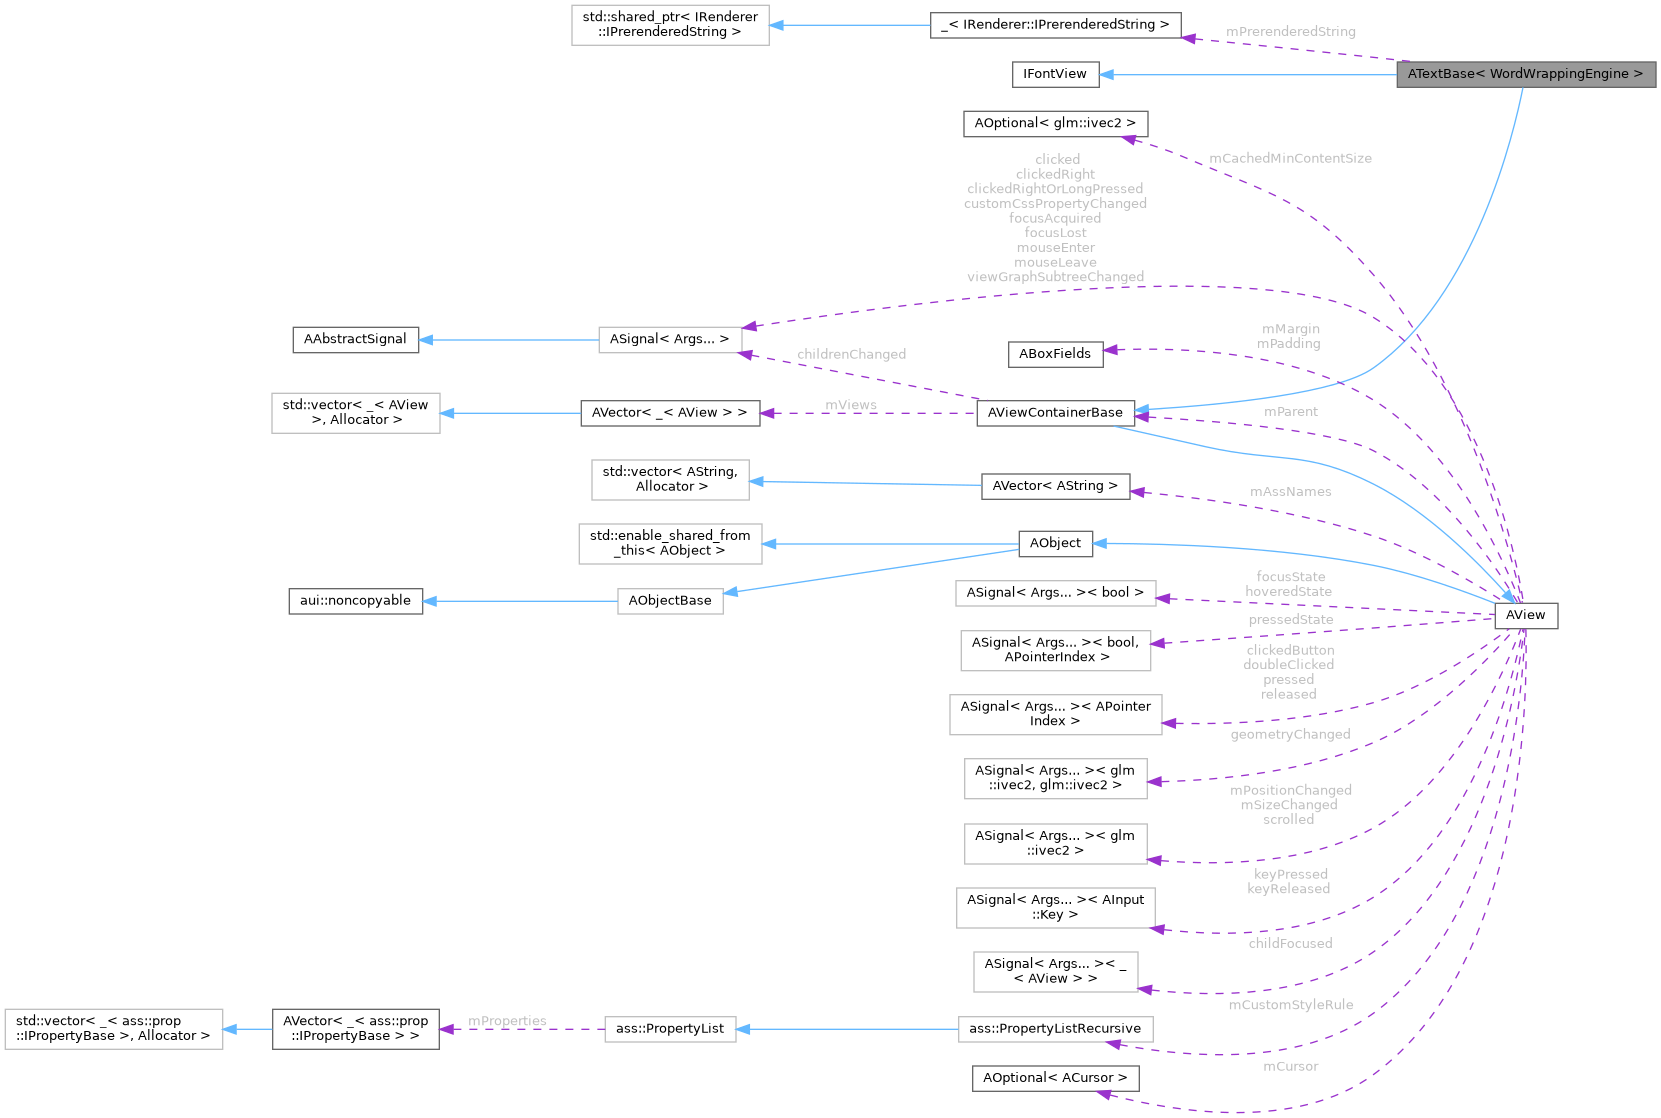 std::shared_ptr< IRenderer
::IPrerenderedString >
_< IRenderer::IPrerenderedString >
mPrerenderedString
IFontView
ATextBase< WordWrappingEngine >
AOptional< glm::ivec2 >
mCachedMinContentSize
clicked
clickedRight
clickedRightOrLongPressed
customCssPropertyChanged
focusAcquired
focusLost
mouseEnter
mouseLeave
viewGraphSubtreeChanged
AAbstractSignal
ASignal< Args... >
childrenChanged
ABoxFields
mMargin
mPadding
std::vector< _< AView
>, Allocator >
AVector< _< AView > >
mViews
AViewContainerBase
mParent
std::vector< AString,
Allocator >
AVector< AString >
mAssNames
std::enable_shared_from
_this< AObject >
AObject
aui::noncopyable
AObjectBase
ASignal< Args... >< bool >
focusState
hoveredState
AView
ASignal< Args... >< bool,
APointerIndex >
pressedState
ASignal< Args... >< APointer
Index >
clickedButton
doubleClicked
pressed
released
ASignal< Args... >< glm
::ivec2, glm::ivec2 >
geometryChanged
ASignal< Args... >< glm
::ivec2 >
mPositionChanged
mSizeChanged
scrolled
ASignal< Args... >< AInput
::Key >
keyPressed
keyReleased
ASignal< Args... >< _
< AView > >
childFocused
std::vector< _< ass::prop
::IPropertyBase >, Allocator >
AVector< _< ass::prop
::IPropertyBase > >
mProperties
ass::PropertyList
ass::PropertyListRecursive
mCustomStyleRule
AOptional< ACursor >
mCursor